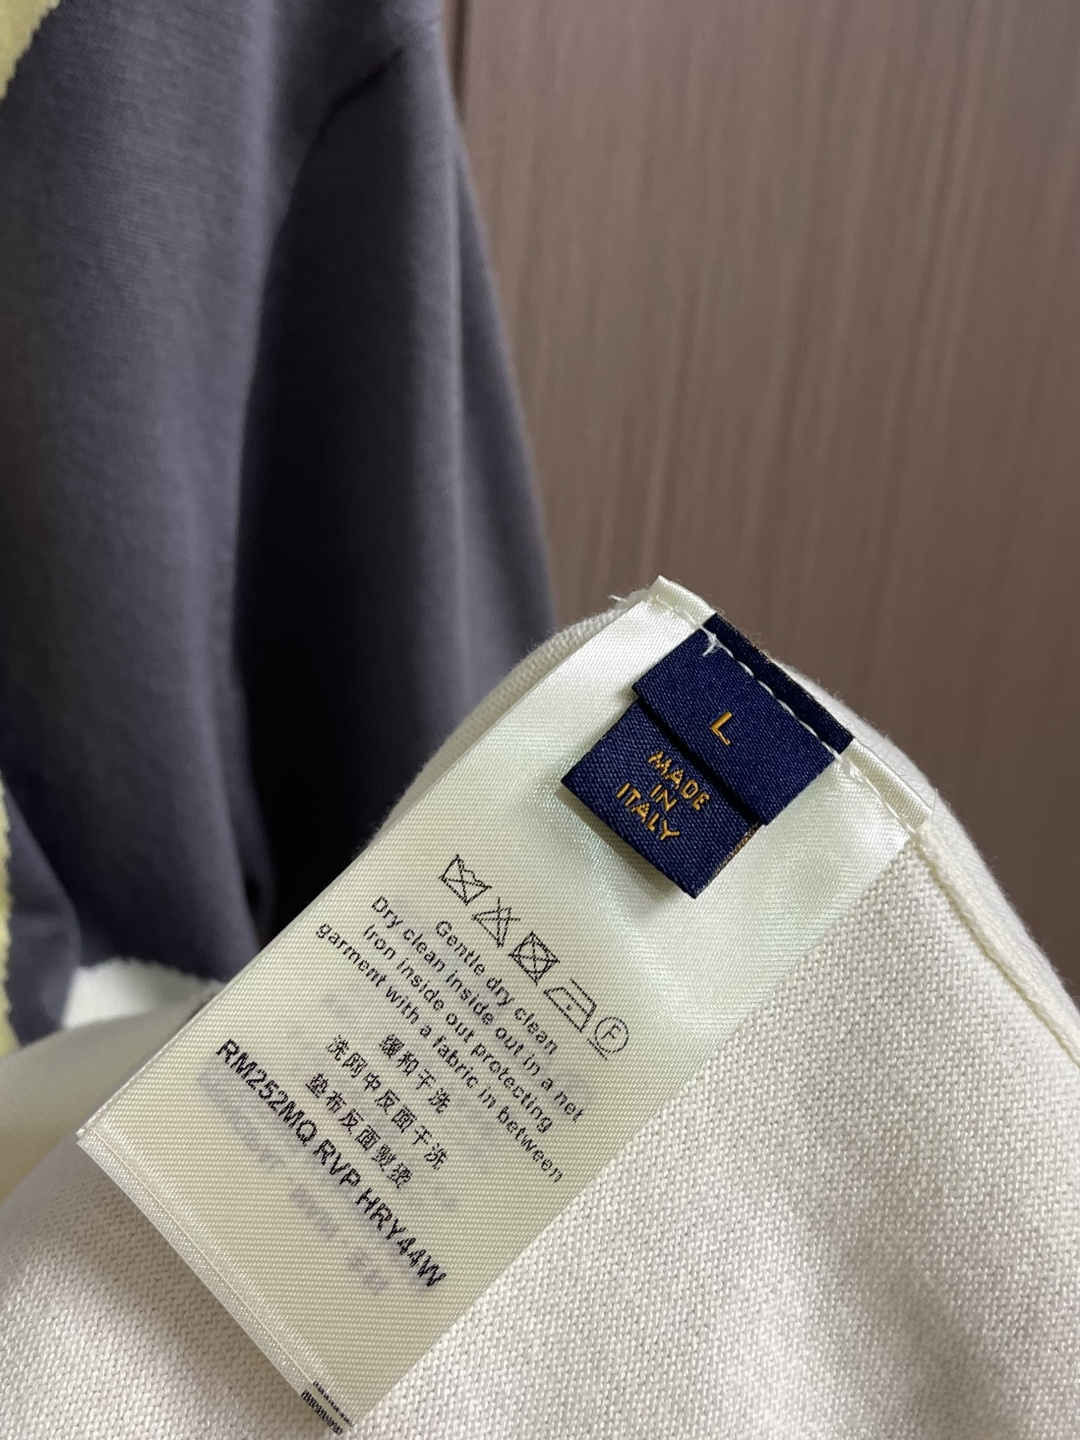 L
MADE
IN
ITALY
F
Gentle dry clean
Dry clean inside out in a net
Iron inside out protecting
garment with a fabric in between
缓和干洗
洗网中反面干洗
垫布反面熨烫
RM252MQ RVP HRY44W